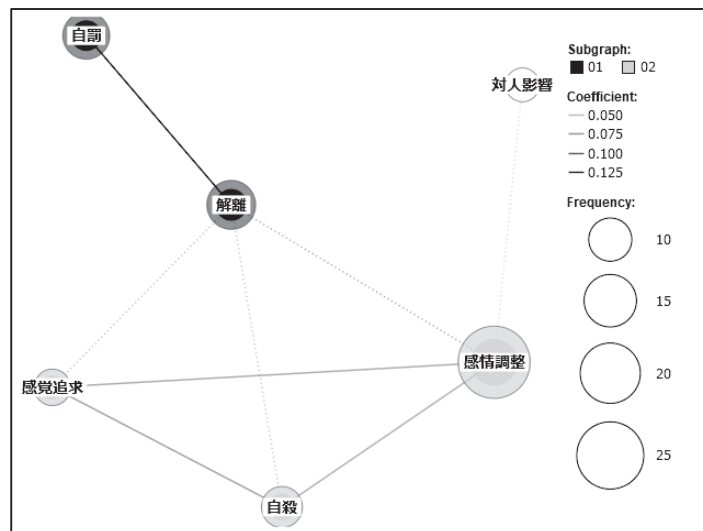 自罰
対人影響
解離
感覚追求
感情調整
自殺
Subgraph:
01 02
Coefficient:
0.050
0.075
0.100
0.125
Frequency:
10
15
20
25